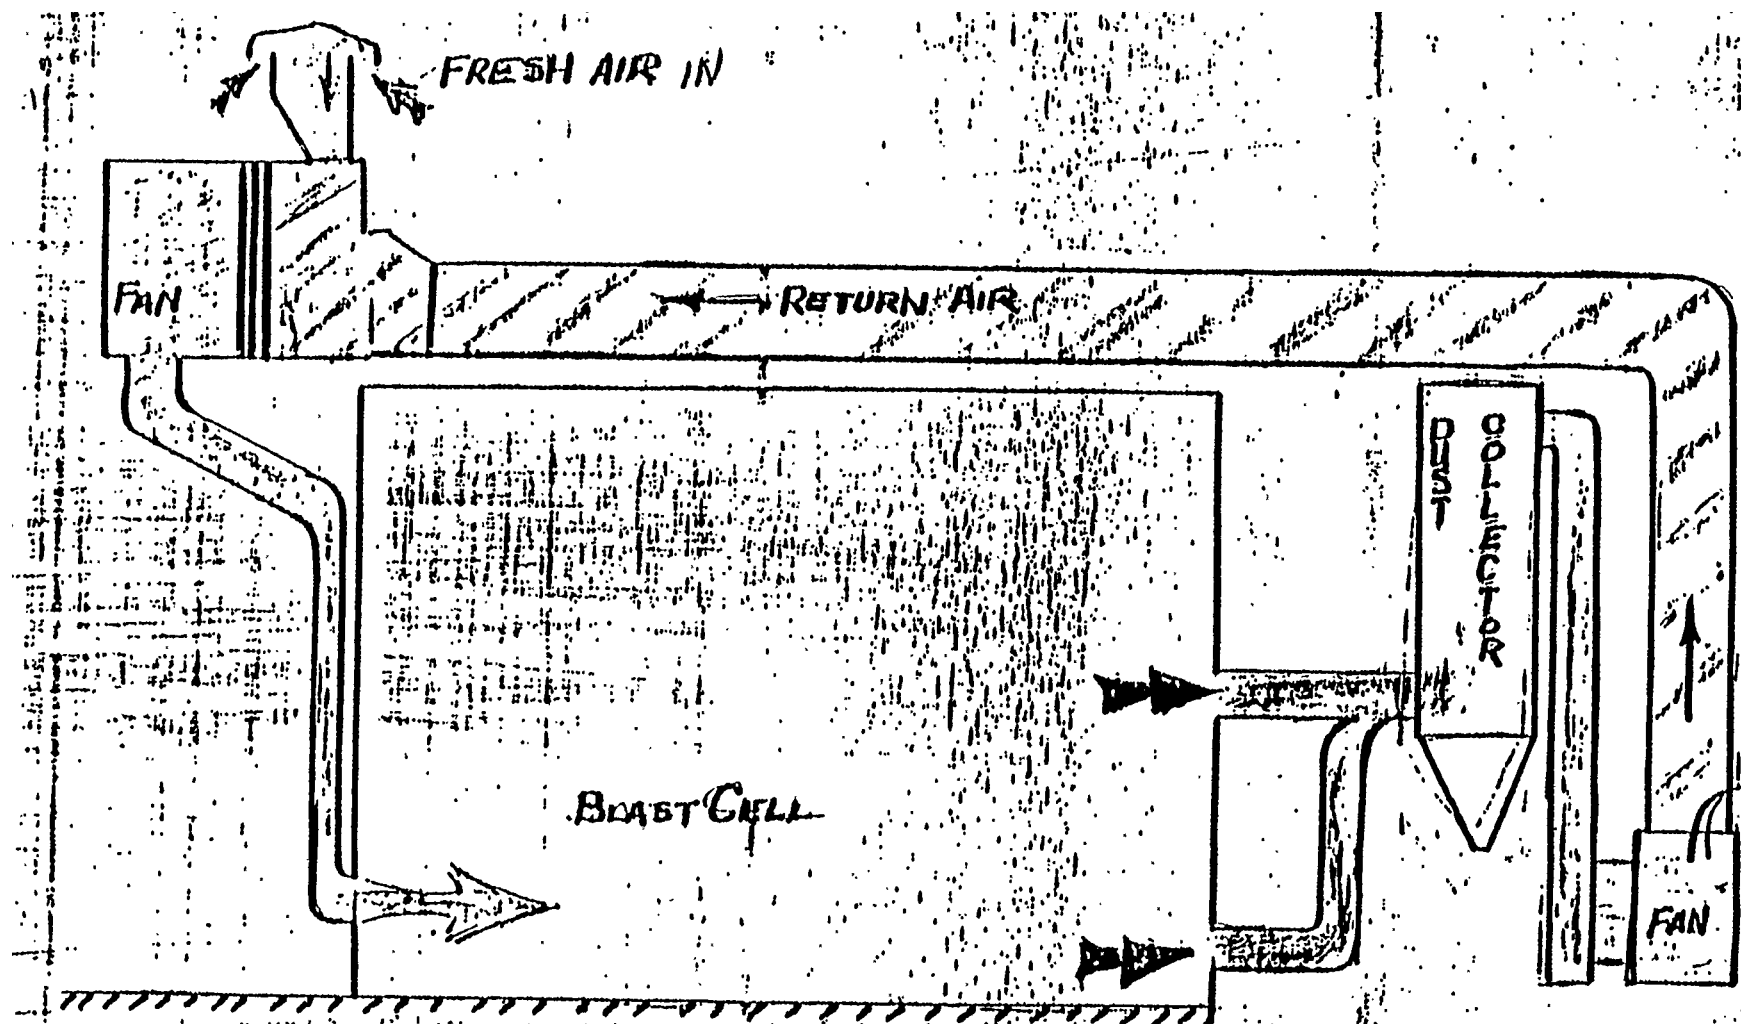 FRESH AIR IN
FAN
RETURN AIR
DUST
COLLECTOR
BLAST CELL
FAN